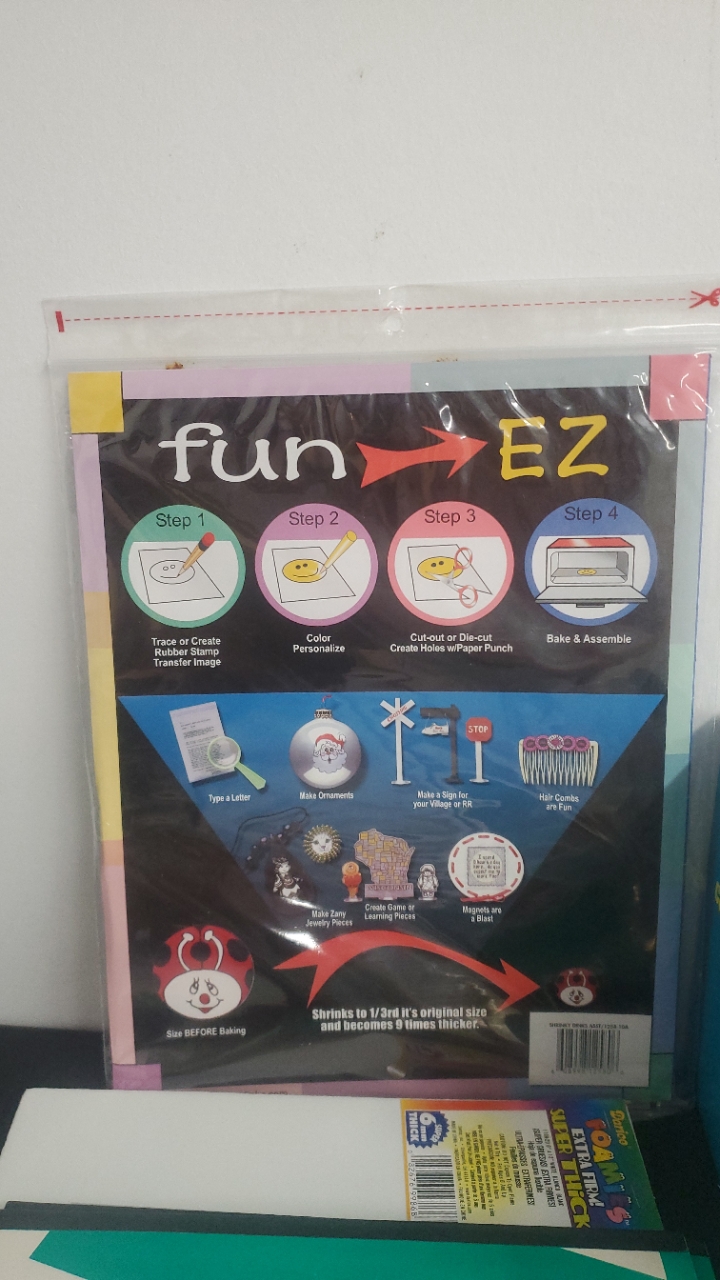 fun EZ
Step 1
Step 2
Step 3
Step 4
Trace or Create
Rubber Stamp
Transfer Image
Color
Personalize
Cut-out or Die-cut
Create Holes w/Paper Punch
Bake & Assemble
STOP
Type a Letter
Make Ornaments
Make a Sign for
your Village or RR
Hair Combs
are Fun
Make Zany
Jewelry Pieces
Create Game or
Learning Pieces
Magnets are
a Blast
Size BEFORE Baking
Shrinks to 1/3rd it's original size
and becomes 9 times thicker.
Darice
FOAMIES
EXTRA FIRM!
SUPER THICK
6mm
THICK